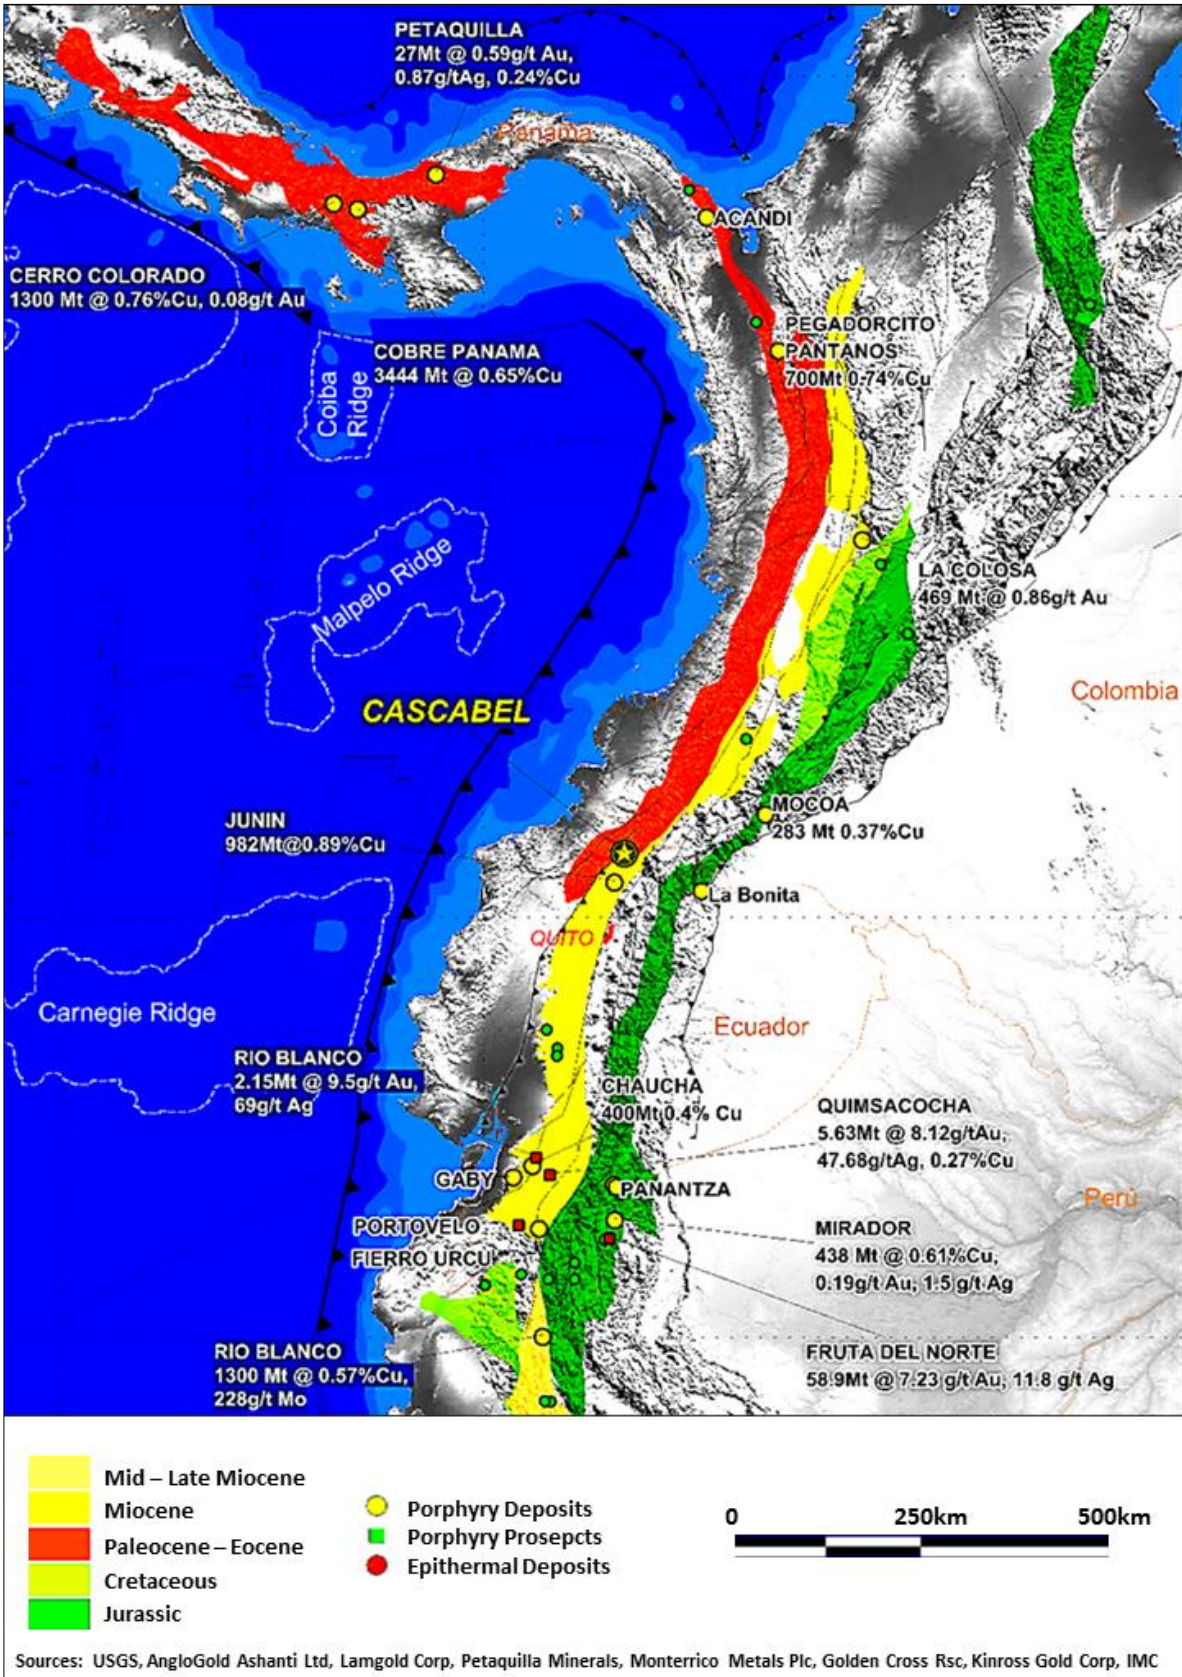 PETAQUILLA
27Mt @ 0.59g/t Au,
0.87g/tAg, 0.24%Cu
Panama
ACANDI
CERRO COLORADO
1300 Mt @ 0.76%Cu, 0.08g/t Au
PEGADORCITO
PANTANOS
700Mt 0.74%Cu
COBRE PANAMA
3444 Mt @ 0.65%Cu
Coiba
Ridge
Malpelo Ridge
LA COLOSA
469 Mt @ 0.86g/t Au
Colombia
CASCABEL
MOCOA
283 Mt 0.37%Cu
JUNIN
982Mt@0.89%Cu
La Bonita
QUITO
Carnegie Ridge
Ecuador
RIO BLANCO
2.15Mt @ 9.5g/t Au,
69g/t Ag
CHAUCHA
400Mt 0.4% Cu
QUIMSACOCHA
5.63Mt @ 8.12g/tAu,
47.68g/tAg, 0.27%Cu
GABY
PANANTZA
Perú
PORTOVELO
FIERRO URCU
MIRADOR
438 Mt @ 0.61%Cu,
0.19g/t Au, 1.5 g/t Ag
RIO BLANCO
1300 Mt @ 0.57%Cu,
228g/t Mo
FRUTA DEL NORTE
58.9Mt @ 7.23 g/t Au, 11.8 g/t Ag
Mid – Late Miocene
Miocene
Paleocene – Eocene
Cretaceous
Jurassic
Porphyry Deposits
Porphyry Prosepcts
Epithermal Deposits
0 250km 500km
Sources: USGS, AngloGold Ashanti Ltd, Lamgold Corp, Petaquilla Minerals, Monterrico Metals Plc, Golden Cross Rsc, Kinross Gold Corp, IMC